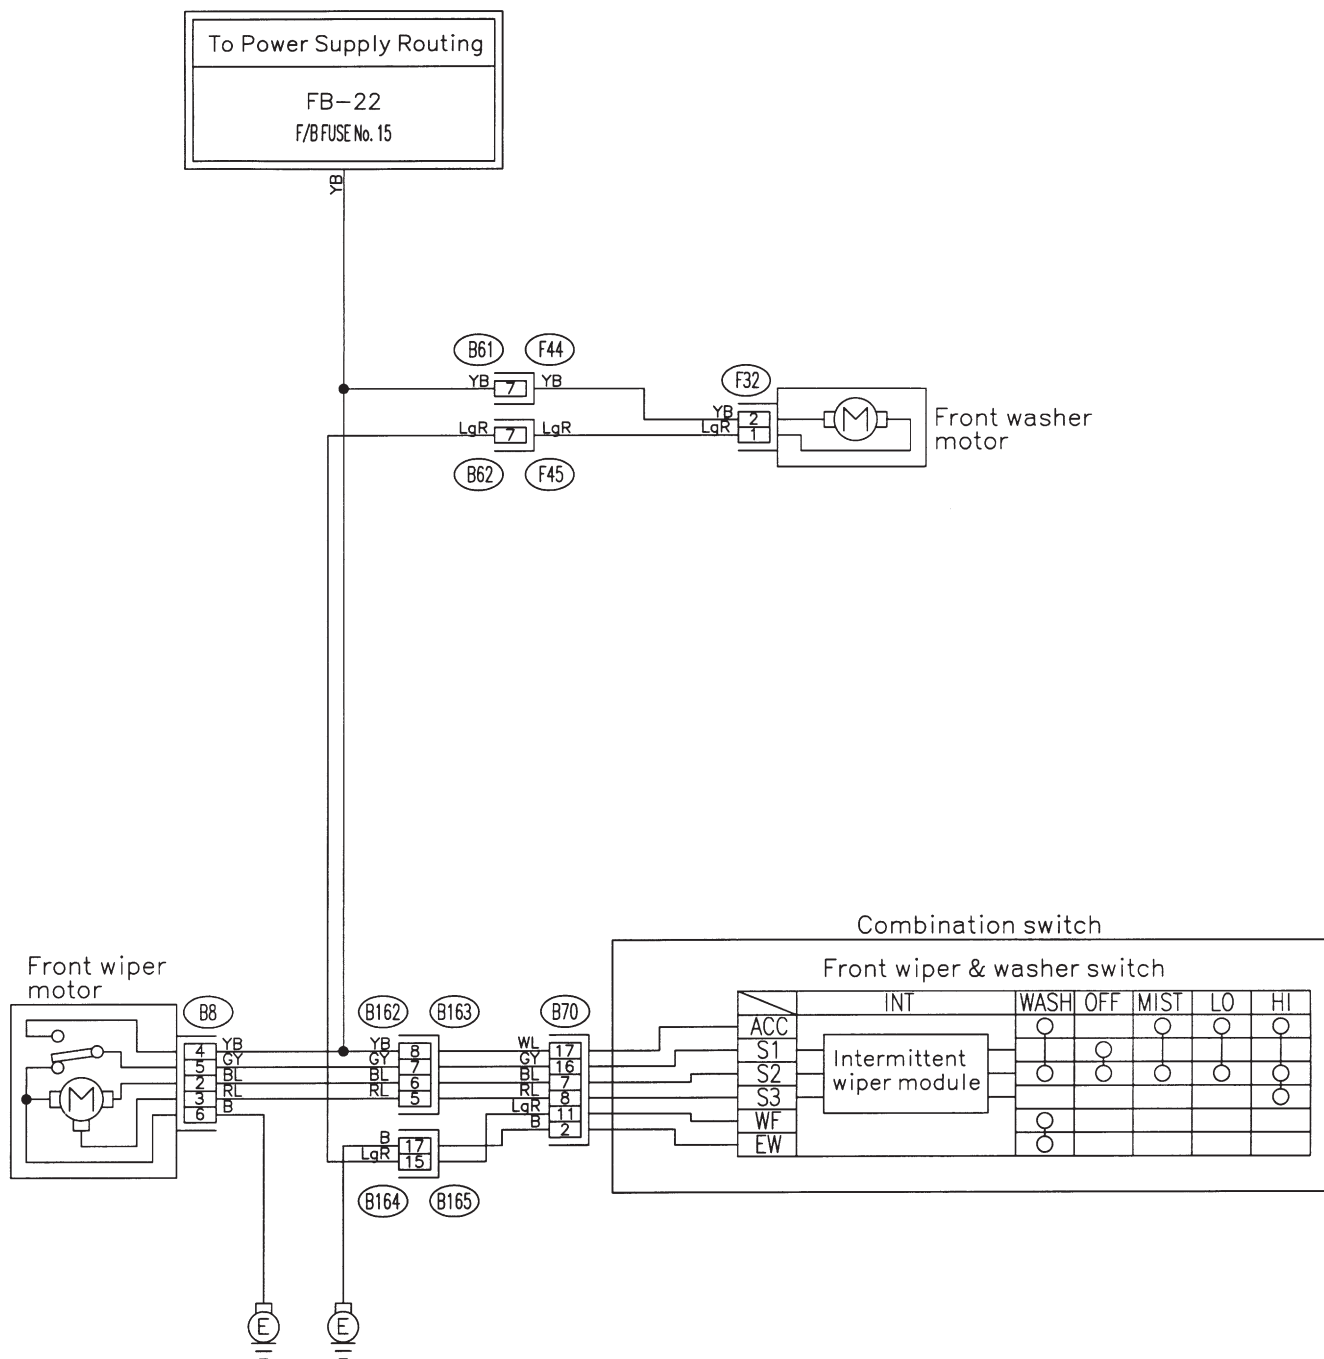 To Power Supply Routing
FB-22
F/B FUSE No. 15
YB
B61 F44
YB 7 YB
LgR 7 LgR
B62 F45
F32
YB 2
LgR 1
M
Front washer
motor
Combination switch
Front wiper & washer switch
Front wiper
motor
B8
4 YB
5 GY
2 BL
3 RL
6 B
M
B162 B163
YB 8
GY 7
BL 6
RL 5
B 17
LgR 15
B164 B165
B70
WL 17
GY 16
BL 7
RL 8
LgR 11
B 2
INT WASH OFF MIST LO HI
ACC
S1
S2
S3
WF
EW
Intermittent
wiper module
E E